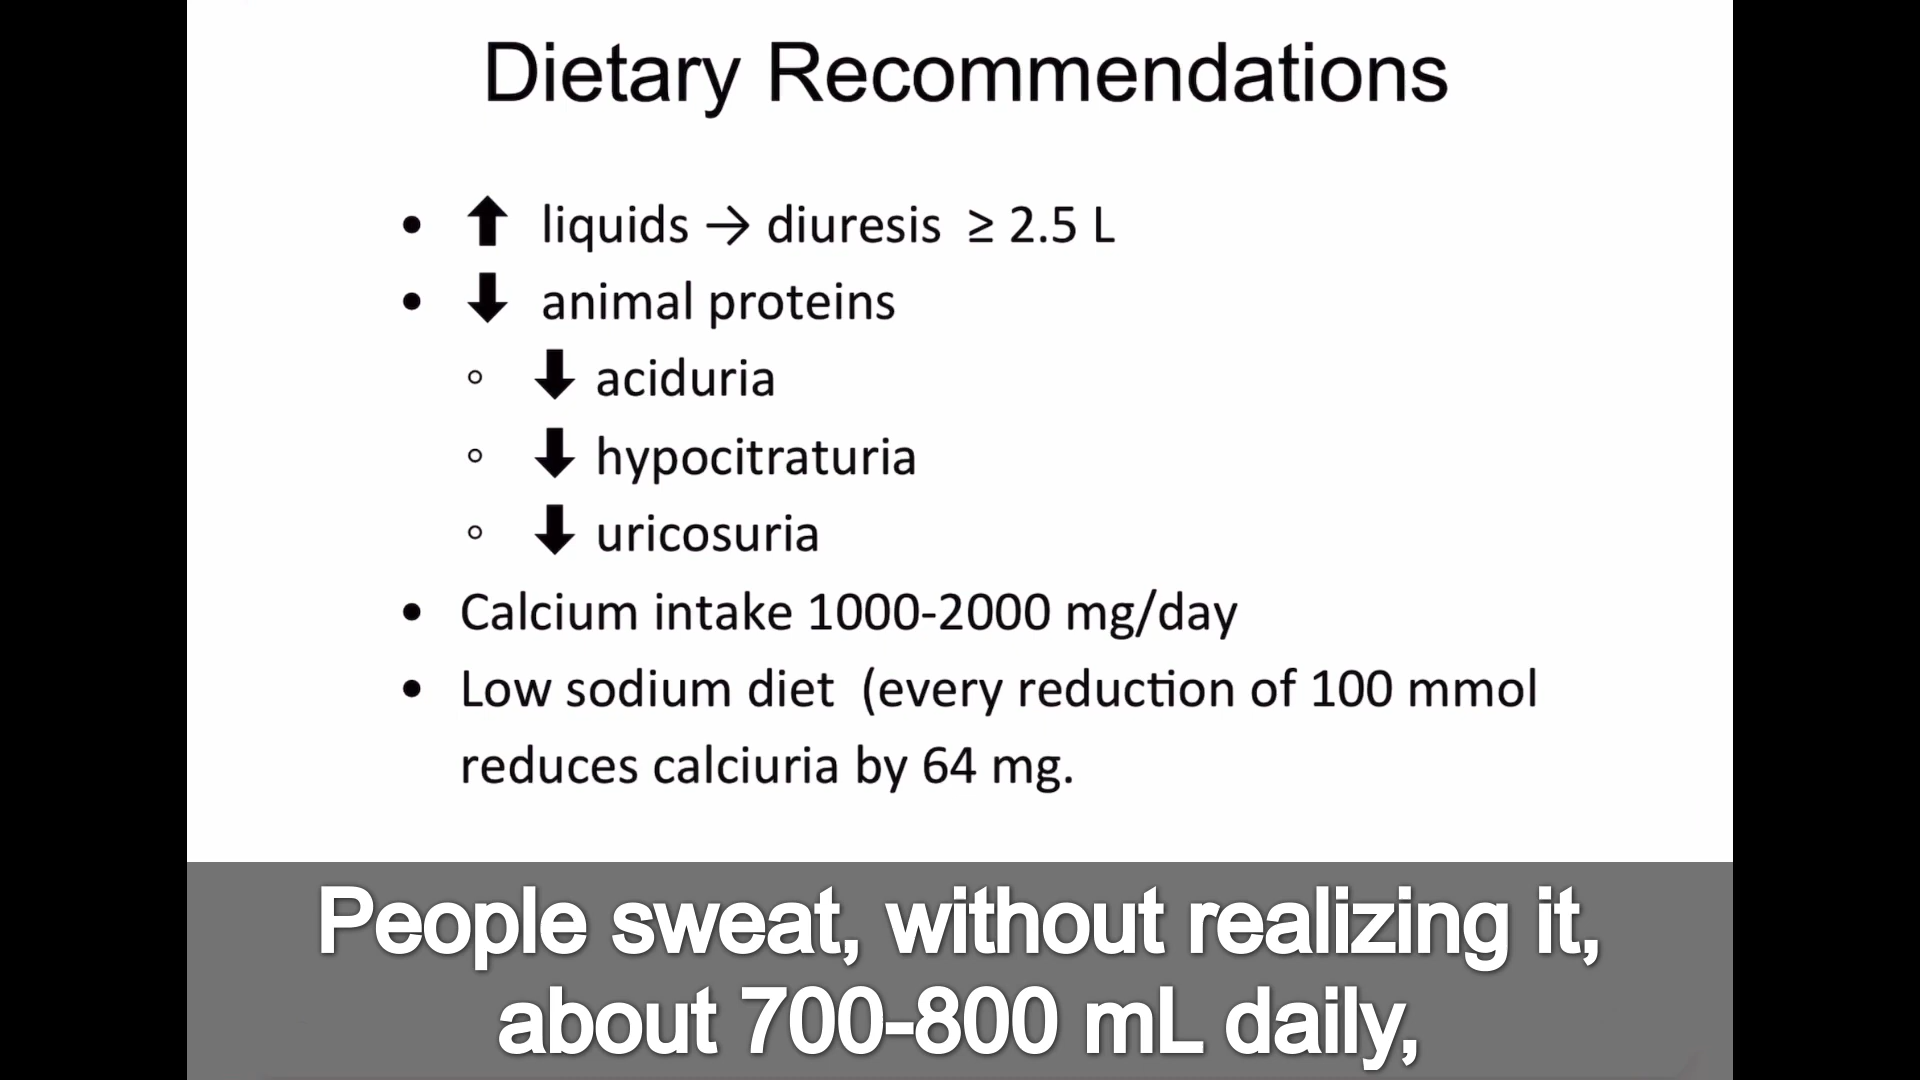 Dietary Recommendations
• ⬆ liquids → diuresis ≥ 2.5 L
• ⬇ animal proteins
◦ ⬇ aciduria
◦ ⬇ hypocitraturia
◦ ⬇ uricosuria
• Calcium intake 1000-2000 mg/day
• Low sodium diet (every reduction of 100 mmol
reduces calciuria by 64 mg.
People sweat, without realizing it,
about 700-800 mL daily,